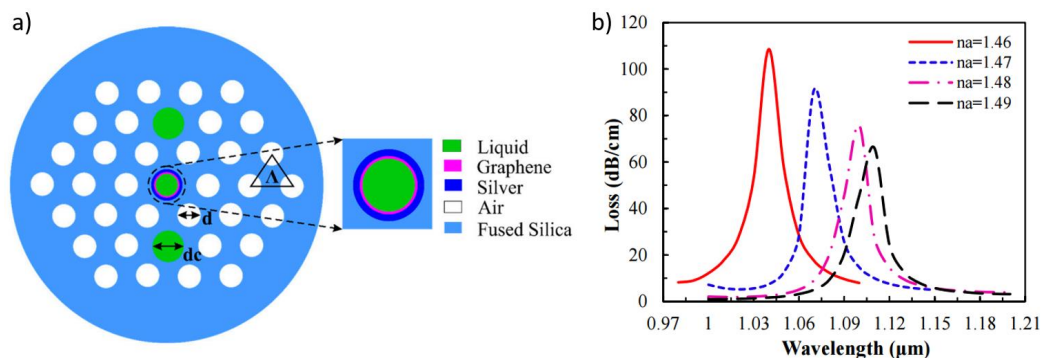 a)
Λ
d
dc
Liquid
Graphene
Silver
Air
Fused Silica
b)
Loss (dB/cm)
120
100
80
60
40
20
0
na=1.46
na=1.47
na=1.48
na=1.49
0.97 1 1.03 1.06 1.09 1.12 1.15 1.18 1.21
Wavelength (μm)